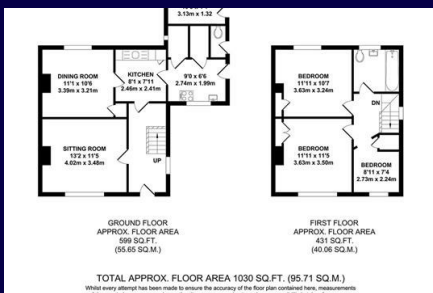 3.13m x 1.32
DINING ROOM
11'1 x 10'6
3.39m x 3.21m
KITCHEN
8'1 x 7'11
2.46m x 2.41m
9'0 x 6'6
2.74m x 1.99m
SITTING ROOM
13'2 x 11'5
4.02m x 3.48m
UP
BEDROOM
11'11 x 10'7
3.63m x 3.24m
DN
BEDROOM
11'11 x 11'5
3.63m x 3.50m
BEDROOM
8'11 x 7'4
2.73m x 2.24m
GROUND FLOOR
APPROX. FLOOR AREA
599 SQ.FT.
(55.65 SQ.M.)
FIRST FLOOR
APPROX. FLOOR AREA
431 SQ.FT.
(40.06 SQ.M.)
TOTAL APPROX. FLOOR AREA 1030 SQ.FT. (95.71 SQ.M.)
Whilst every attempt has been made to ensure the accuracy of the floor plan contained here, measurements